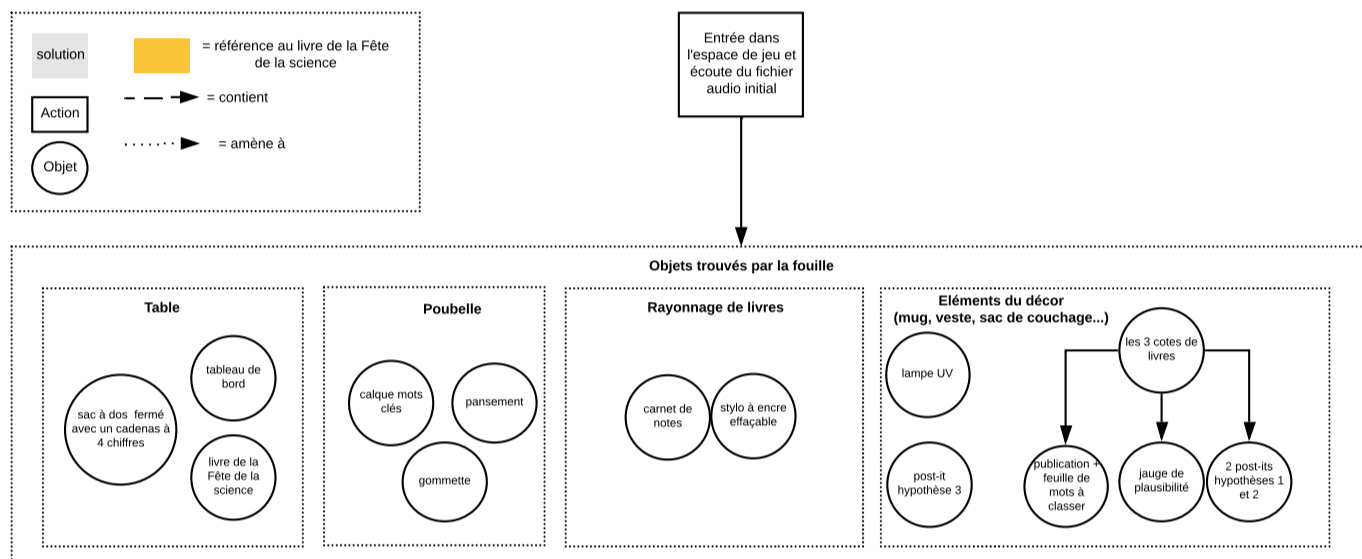 solution
= référence au livre de la Fête
de la science
= contient
Action
= amène à
Objet
Entrée dans
l'espace de jeu et
écoute du fichier
audio initial
Objets trouvés par la fouille
Table
sac à dos  fermé
avec un cadenas à
4 chiffres
tableau de
bord
livre de la
Fête de la
science
Poubelle
calque mots
clés
pansement
gommette
Rayonnage de livres
carnet de
notes
stylo à encre
effaçable
Eléments du décor
(mug, veste, sac de couchage...)
lampe UV
les 3 cotes de
livres
post-it
hypothèse 3
publication +
feuille de
mots à
classer
jauge de
plausibilité
2 post-its
hypothèses 1
et 2